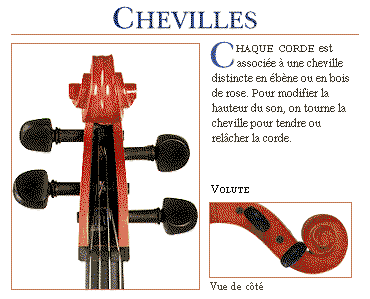 CHEVILLES
CHAQUE CORDE est
associée à une cheville
distincte en ébène ou en bois
de rose. Pour modifier la
hauteur du son, on tourne la
cheville pour tendre ou
relâcher la corde.
VOLUTE
Vue de côté